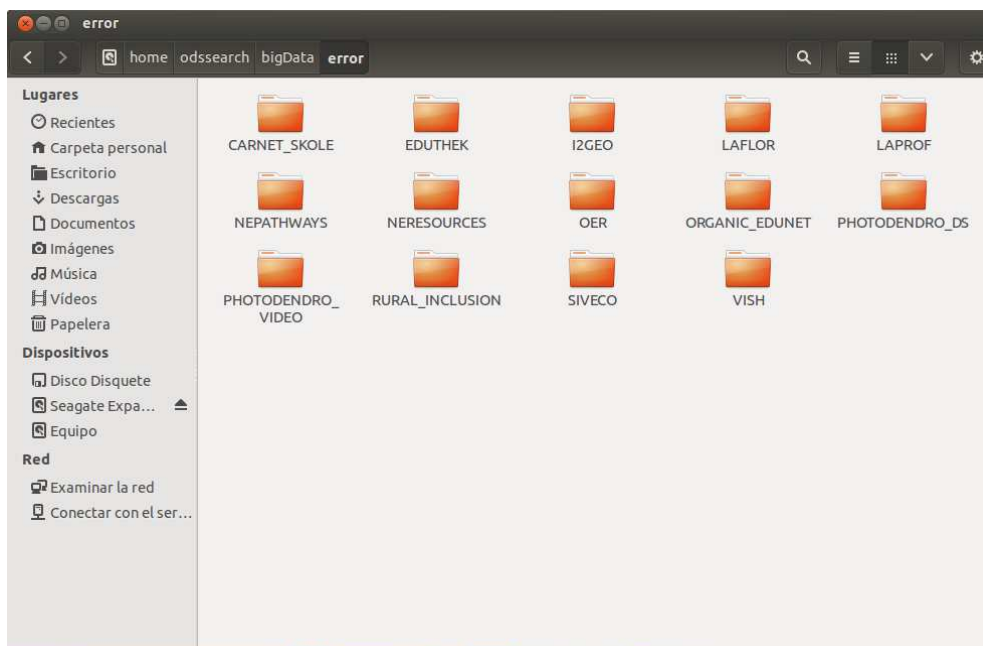 error
home odssearch bigData error
Lugares
Recientes
Carpeta personal
Escritorio
Descargas
Documentos
Imágenes
Música
Vídeos
Papelera
Dispositivos
Disco Disquete
Seagate Expa...
Equipo
Red
Examinar la red
Conectar con el ser...
CARNET_SKOLE EDUTHEK I2GEO LAFLOR LAPROF
NEPATHWAYS NERESOURCES OER ORGANIC_EDUNET PHOTODENDRO_DS
PHOTODENDRO_ RURAL_INCLUSION SIVECO VISH
VIDEO